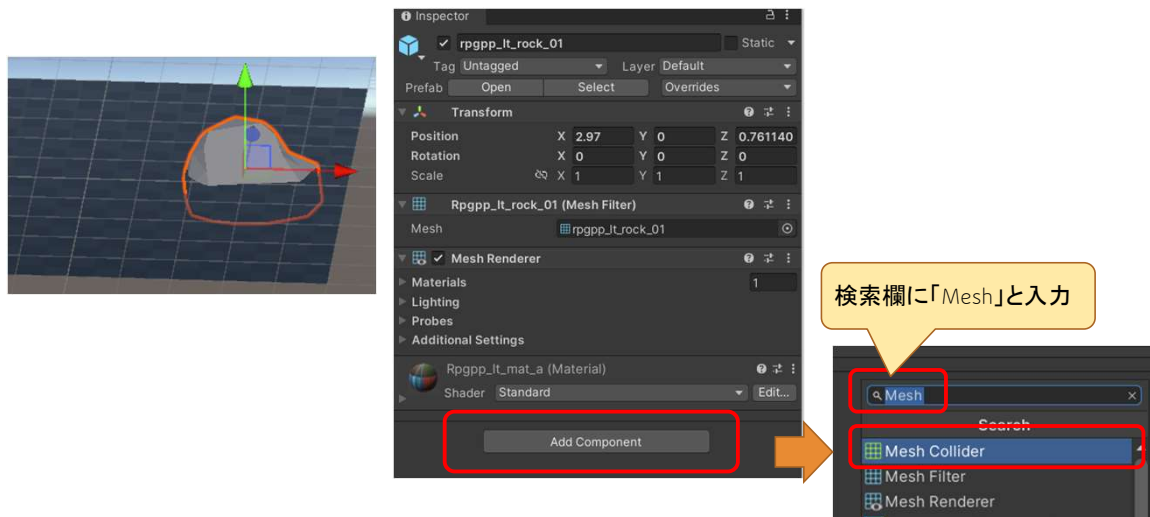 Inspector
rpgpp_lt_rock_01 Static
Tag Untagged Layer Default
Prefab Open Select Overrides
Transform
Position X 2.97 Y 0 Z 0.761140
Rotation X 0 Y 0 Z 0
Scale X 1 Y 1 Z 1
Rpgpp_lt_rock_01 (Mesh Filter)
Mesh rpgpp_lt_rock_01
Mesh Renderer
Materials 1
Lighting
Probes
Additional Settings
Rpgpp_lt_mat_a (Material)
Shader Standard Edit...
Add Component
検索欄に「Mesh」と入力
Mesh
Search
Mesh Collider
Mesh Filter
Mesh Renderer